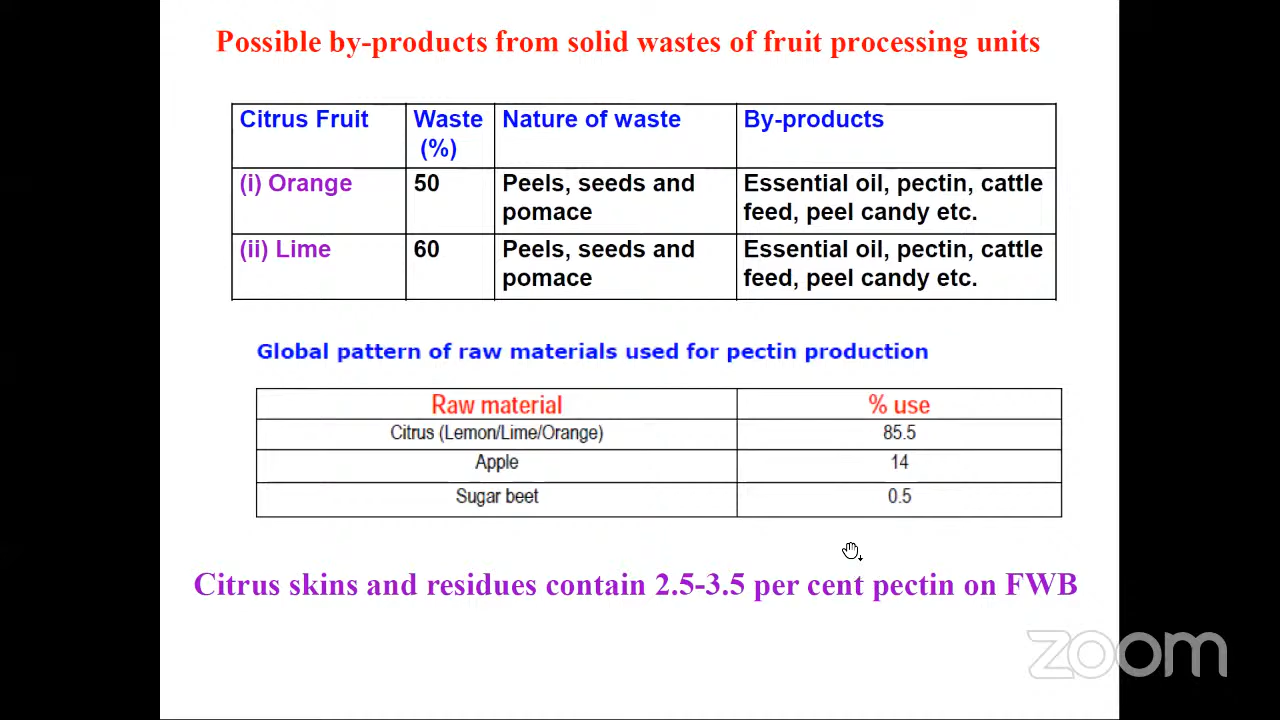 Possible by-products from solid wastes of fruit processing units
Citrus Fruit Waste (%) Nature of waste By-products
(i) Orange 50 Peels, seeds and pomace Essential oil, pectin, cattle feed, peel candy etc.
(ii) Lime 60 Peels, seeds and pomace Essential oil, pectin, cattle feed, peel candy etc.
Global pattern of raw materials used for pectin production
Raw material % use
Citrus (Lemon/Lime/Orange) 85.5
Apple 14
Sugar beet 0.5
Citrus skins and residues contain 2.5-3.5 per cent pectin on FWB
zoom